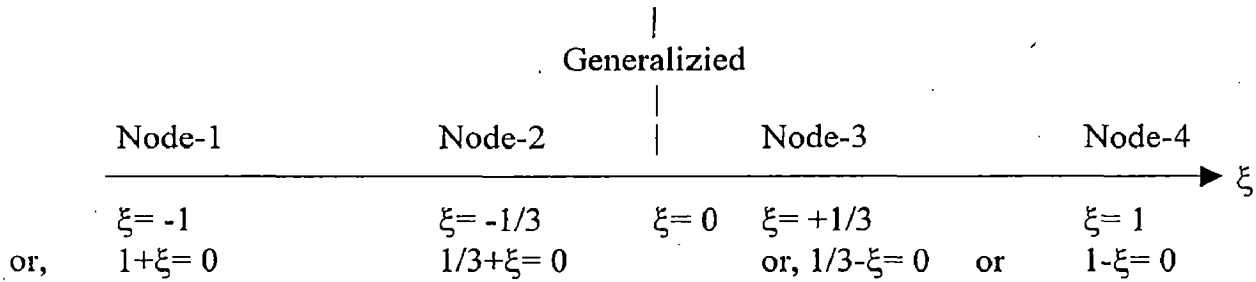 Generalizied
Node-1 Node-2 Node-3 Node-4
ξ
ξ= -1 ξ= -1/3 ξ= 0 ξ= +1/3 ξ= 1
or, 1+ξ= 0 1/3+ξ= 0 or, 1/3-ξ= 0 or 1-ξ= 0